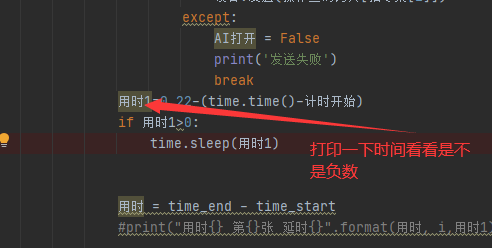 except:
AI打开 = False
print('发送失败')
break
用时1=0.22-(time.time()-计时开始)
if 用时1>0:
time.sleep(用时1)
打印一下时间看看是不
是负数
用时 = time_end - time_start
#print("用时{} 第{}张 延时{}".format(用时, i,用时1)